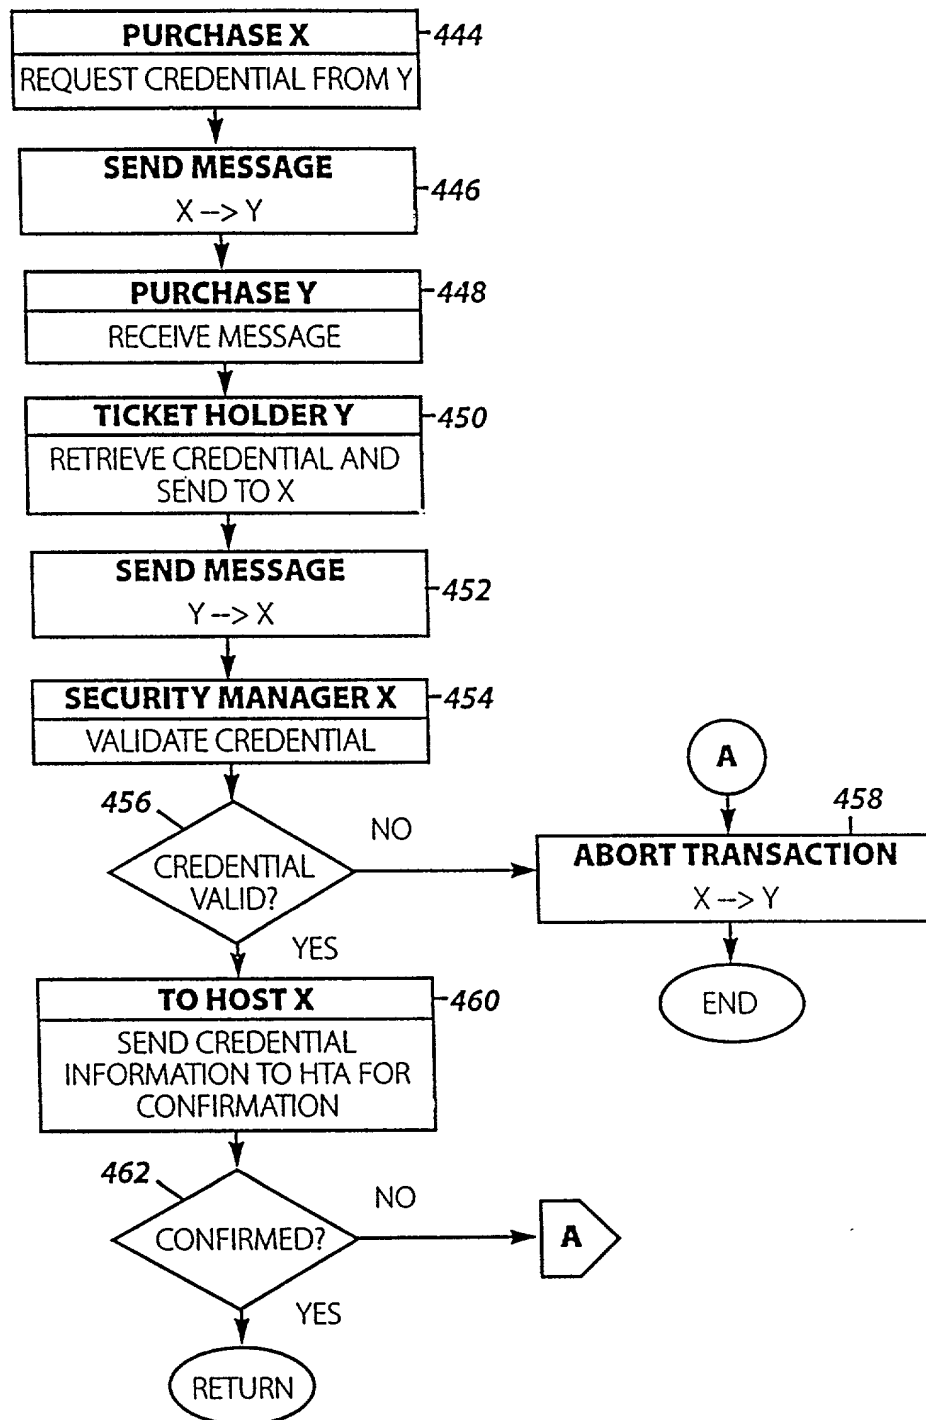 PURCHASE X
444
REQUEST CREDENTIAL FROM Y
SEND MESSAGE
446
X --> Y
PURCHASE Y
448
RECEIVE MESSAGE
TICKET HOLDER Y
450
RETRIEVE CREDENTIAL AND
SEND TO X
SEND MESSAGE
452
Y --> X
SECURITY MANAGER X
454
VALIDATE CREDENTIAL
456
CREDENTIAL
VALID?
NO
YES
A
458
ABORT TRANSACTION
X --> Y
END
TO HOST X
460
SEND CREDENTIAL
INFORMATION TO HTA FOR
CONFIRMATION
462
CONFIRMED?
NO
A
YES
RETURN